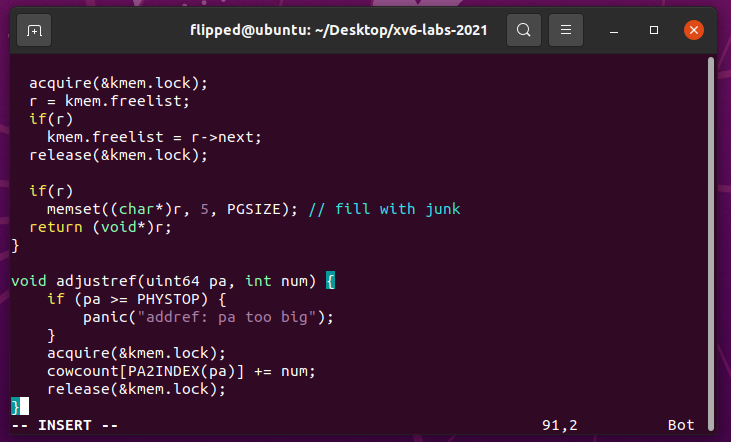 flipped@ubuntu: ~/Desktop/xv6-labs-2021
acquire(&kmem.lock);
r = kmem.freelist;
if(r)
kmem.freelist = r->next;
release(&kmem.lock);
if(r)
memset((char*)r, 5, PGSIZE); // fill with junk
return (void*)r;
}
void adjustref(uint64 pa, int num) {
if (pa >= PHYSTOP) {
panic("addref: pa too big");
}
acquire(&kmem.lock);
cowcount[PA2INDEX(pa)] += num;
release(&kmem.lock);
}
-- INSERT -- 91,2 Bot